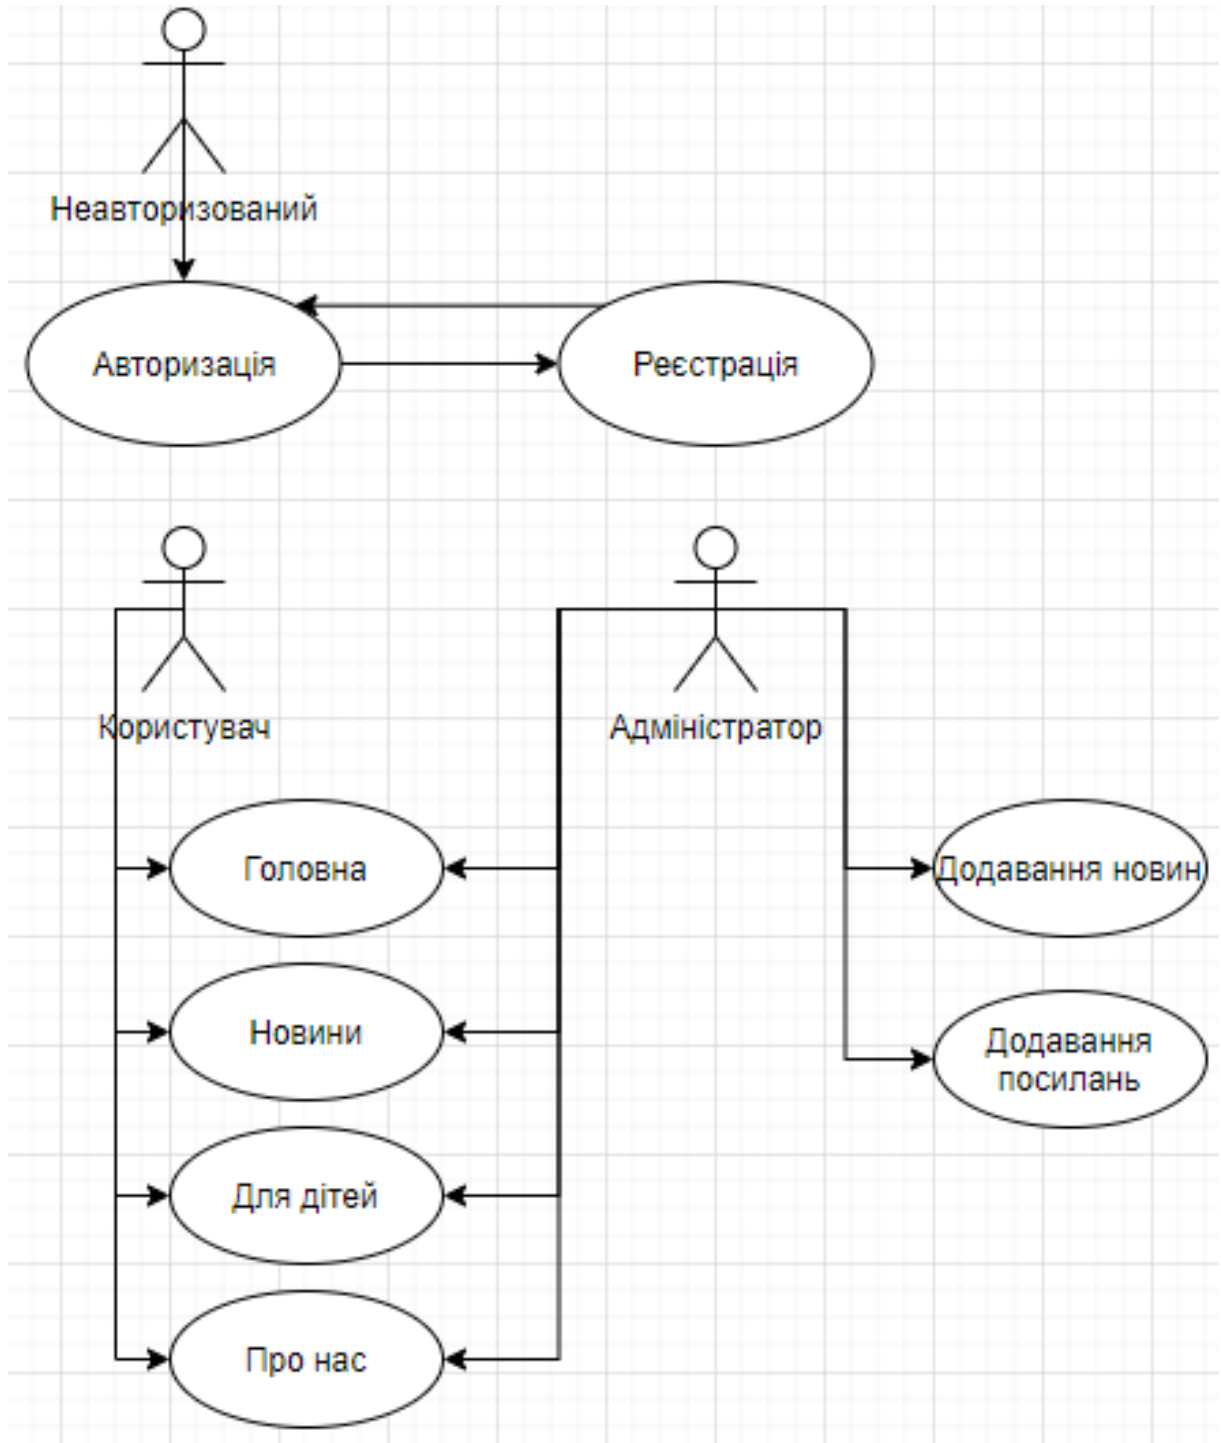 Неавторизований
Авторизація
Реєстрація
Користувач
Адміністратор
Головна
Додавання новин
Новини
Додавання
посилань
Для дітей
Про нас